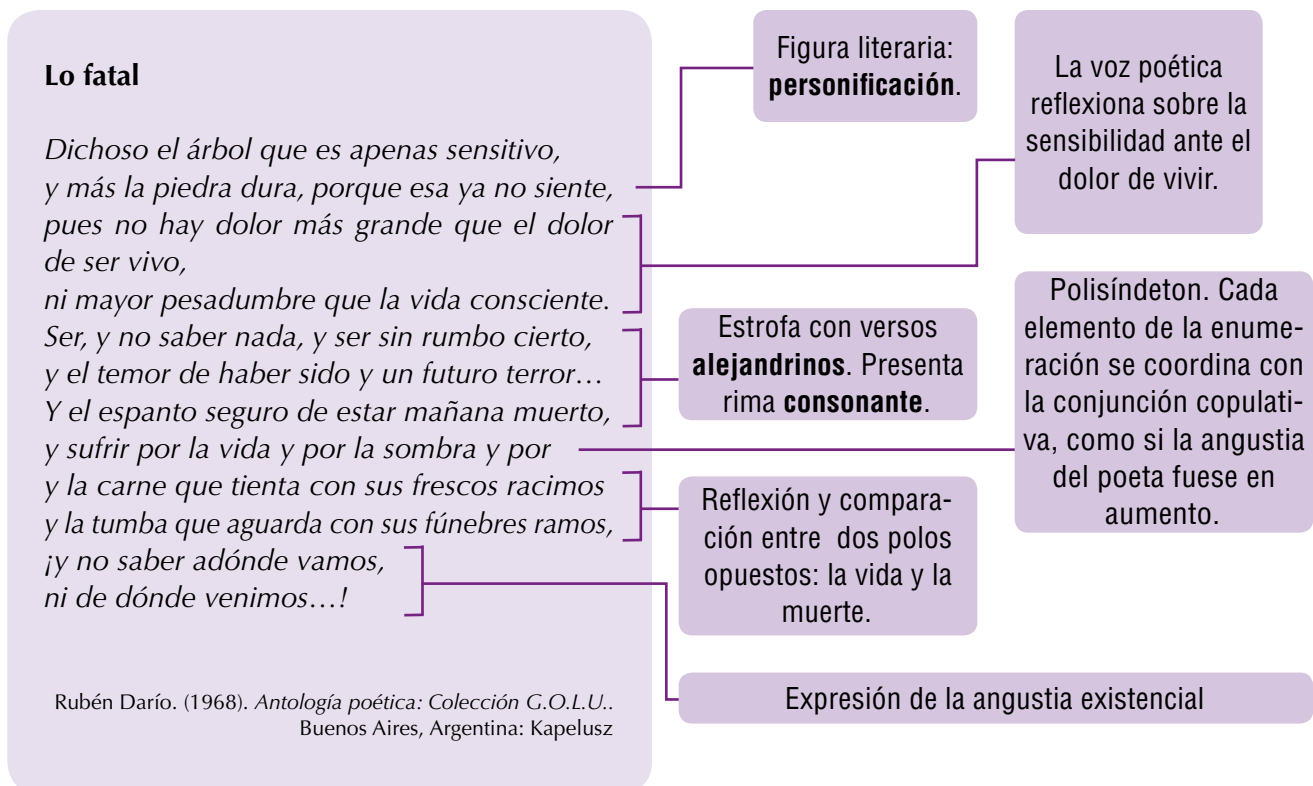 Lo fatal
Dichoso el árbol que es apenas sensitivo,
y más la piedra dura, porque esa ya no siente,
pues no hay dolor más grande que el dolor
de ser vivo,
ni mayor pesadumbre que la vida consciente.
Ser, y no saber nada, y ser sin rumbo cierto,
y el temor de haber sido y un futuro terror…
Y el espanto seguro de estar mañana muerto,
y sufrir por la vida y por la sombra y por
y la carne que tienta con sus frescos racimos
y la tumba que aguarda con sus fúnebres ramos,
¡y no saber adónde vamos,
ni de dónde venimos…!
Rubén Darío. (1968). Antología poética: Colección G.O.L.U..
Buenos Aires, Argentina: Kapelusz
Figura literaria:
personificación.
La voz poética
reflexiona sobre la
sensibilidad ante el
dolor de vivir.
Estrofa con versos
alejandrinos. Presenta
rima consonante.
Polisíndeton. Cada
elemento de la enume-
ración se coordina con
la conjunción copulati-
va, como si la angustia
del poeta fuese en
aumento.
Reflexión y compara-
ción entre dos polos
opuestos: la vida y la
muerte.
Expresión de la angustia existencial